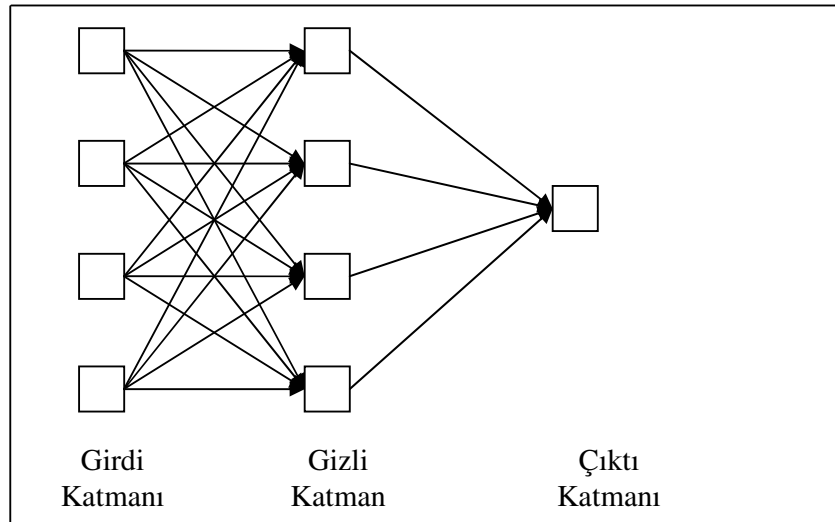 Girdi
Katmanı
Gizli
Katman
Çıktı
Katmanı